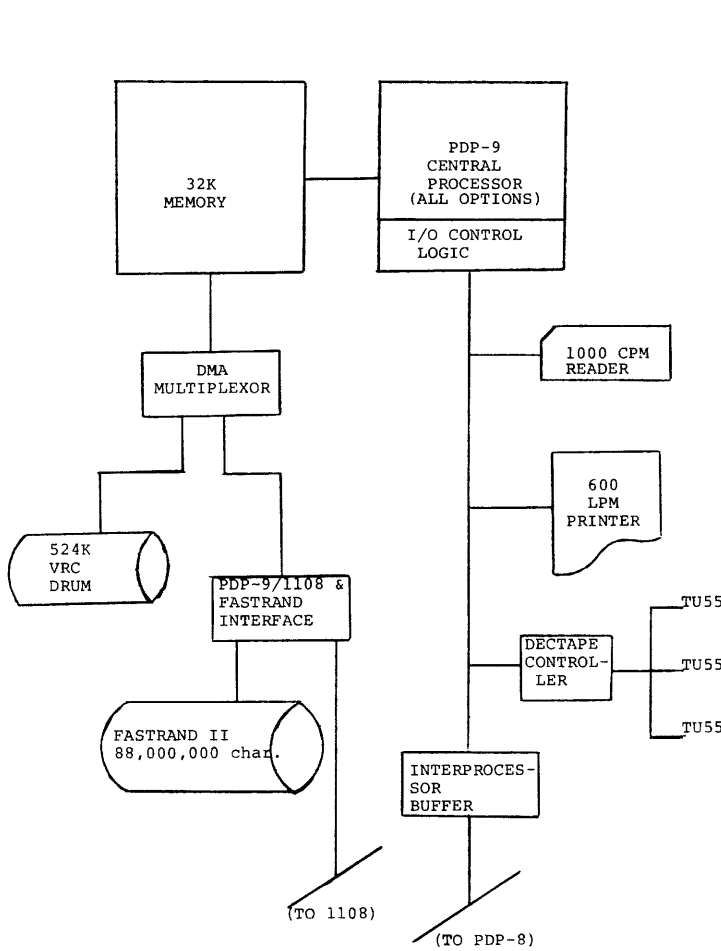 32K
MEMORY
PDP-9
CENTRAL
PROCESSOR
(ALL OPTIONS)
I/O CONTROL
LOGIC
DMA
MULTIPLEXOR
1000 CPM
READER
600
LPM
PRINTER
524K
VRC
DRUM
PDP-9/1108 &
FASTRAND
INTERFACE
DECTAPE
CONTROL-
LER
TU55
TU55
TU55
FASTRAND II
88,000,000 char.
INTERPROCES-
SOR
BUFFER
(TO 1108)
(TO PDP-8)